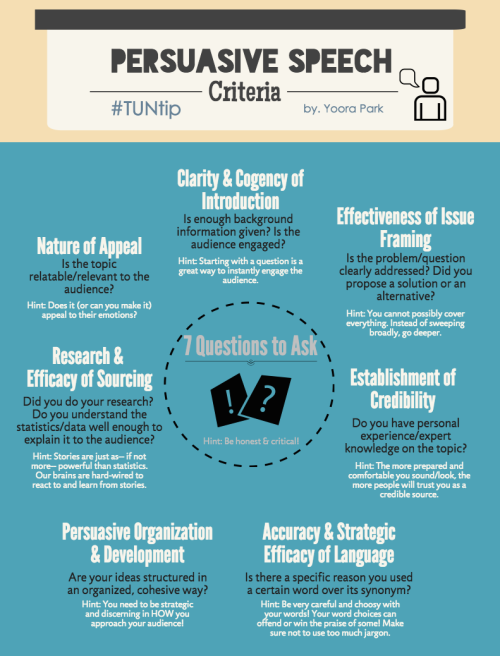 PERSUASIVE SPEECH
Criteria
#TUNtip
by. Yoora Park
Clarity & Cogency of
Introduction
Is enough background
information given? Is the
audience engaged?
Hint: Starting with a question is a
great way to instantly engage the
audience.
Effectiveness of Issue
Framing
Is the problem/question
clearly addressed? Did you
propose a solution or an
alternative?
Hint: You cannot possibly cover
everything. Instead of sweeping
broadly, go deeper.
Nature of Appeal
Is the topic
relatable/relevant to the
audience?
Hint: Does it (or can you make it)
appeal to their emotions?
7 Questions to Ask
! ?
Hint: Be honest & critical!
Research &
Efficacy of Sourcing
Did you do your research?
Do you understand the
statistics/data well enough to
explain it to the audience?
Hint: Stories are just as— if not
more— powerful than statistics.
Our brains are hard-wired to
react to and learn from stories.
Establishment of
Credibility
Do you have personal
experience/expert
knowledge on the topic?
Hint: The more prepared and
comfortable you sound/look, the
more people will trust you as a
credible source.
Persuasive Organization
& Development
Are your ideas structured in
an organized, cohesive way?
Hint: You need to be strategic
and discerning in HOW you
approach your audience!
Accuracy & Strategic
Efficacy of Language
Is there a specific reason you used
a certain word over its synonym?
Hint: Be very careful and choosy with
your words! Your word choices can
offend or win the praise of some! Make
sure not to use too much jargon.